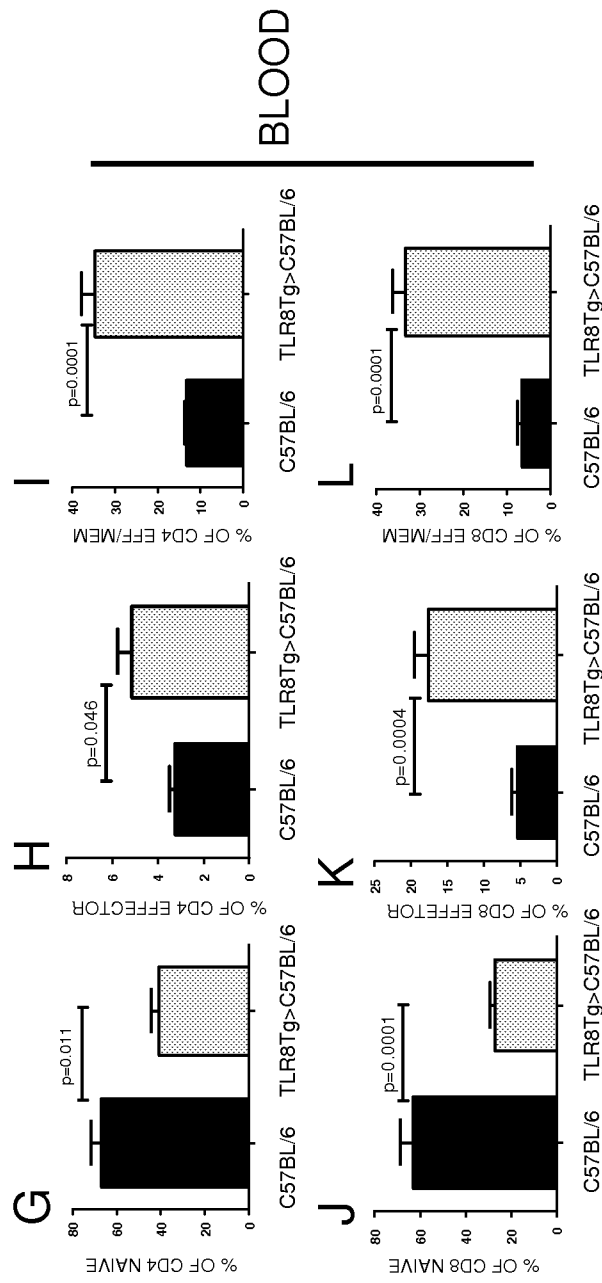 G
% OF CD4 NAIVE
80
60
40
20
0
p=0.011
C57BL/6
TLR8Tg>C57BL/6
H
% OF CD4 EFFECTOR
8
6
4
2
0
p=0.046
C57BL/6
TLR8Tg>C57BL/6
I
% OF CD4 EFF/MEM
40
30
20
10
0
p=0.0001
C57BL/6
TLR8Tg>C57BL/6
J
% OF CD8 NAIVE
80
60
40
20
0
p=0.0001
C57BL/6
TLR8Tg>C57BL/6
K
% OF CD8 EFFETOR
25
20
15
10
5
0
p=0.0004
C57BL/6
TLR8Tg>C57BL/6
L
% OF CD8 EFF/MEM
40
30
20
10
0
p=0.0001
C57BL/6
TLR8Tg>C57BL/6
BLOOD